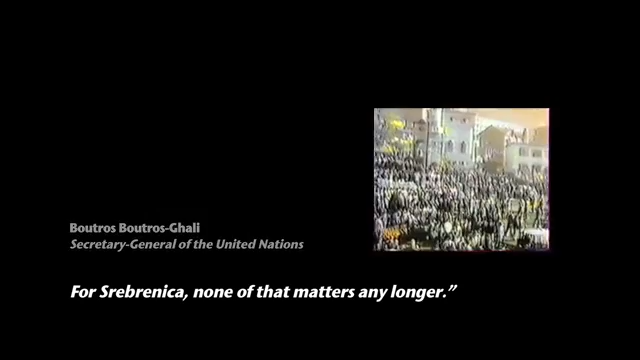 Boutros Boutros-Ghali
Secretary-General of the United Nations
For Srebrenica, none of that matters any longer.”